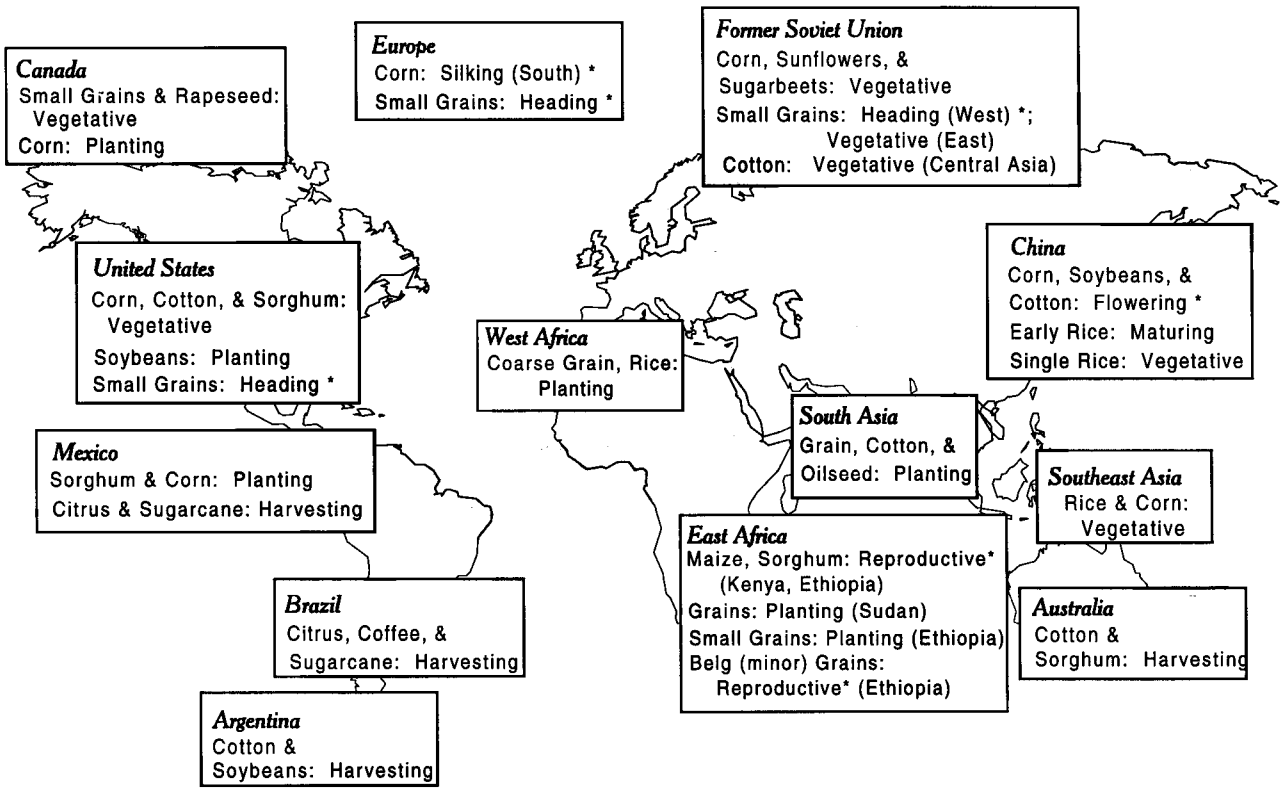 Canada
Small Grains & Rapeseed:
Vegetative
Corn: Planting
Europe
Corn: Silking (South) *
Small Grains: Heading *
Former Soviet Union
Corn, Sunflowers, &
Sugarbeets: Vegetative
Small Grains: Heading (West) *;
Vegetative (East)
Cotton: Vegetative (Central Asia)
United States
Corn, Cotton, & Sorghum:
Vegetative
Soybeans: Planting
Small Grains: Heading *
West Africa
Coarse Grain, Rice:
Planting
China
Corn, Soybeans, &
Cotton: Flowering *
Early Rice: Maturing
Single Rice: Vegetative
South Asia
Grain, Cotton, &
Oilseed: Planting
Mexico
Sorghum & Corn: Planting
Citrus & Sugarcane: Harvesting
Southeast Asia
Rice & Corn:
Vegetative
East Africa
Maize, Sorghum: Reproductive*
(Kenya, Ethiopia)
Grains: Planting (Sudan)
Small Grains: Planting (Ethiopia)
Belg (minor) Grains:
Reproductive* (Ethiopia)
Brazil
Citrus, Coffee, &
Sugarcane: Harvesting
Australia
Cotton &
Sorghum: Harvesting
Argentina
Cotton &
Soybeans: Harvesting